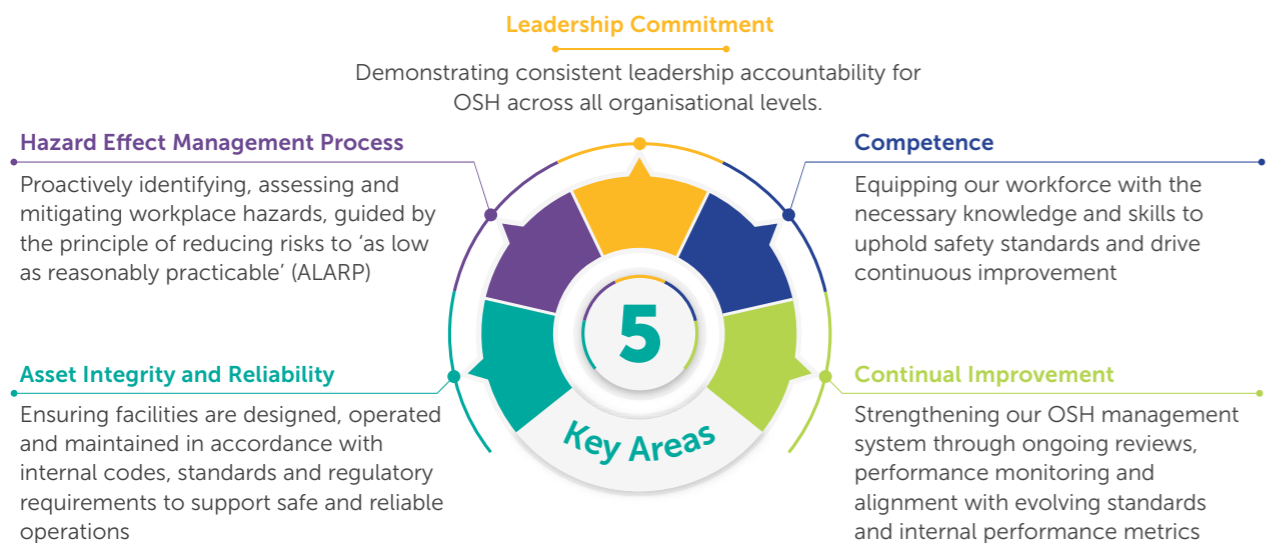 Leadership Commitment
Demonstrating consistent leadership accountability for
OSH across all organisational levels.
Hazard Effect Management Process
Proactively identifying, assessing and
mitigating workplace hazards, guided by
the principle of reducing risks to ‘as low
as reasonably practicable’ (ALARP)
Competence
Equipping our workforce with the
necessary knowledge and skills to
uphold safety standards and drive
continuous improvement
5
Key Areas
Asset Integrity and Reliability
Ensuring facilities are designed, operated
and maintained in accordance with
internal codes, standards and regulatory
requirements to support safe and reliable
operations
Continual Improvement
Strengthening our OSH management
system through ongoing reviews,
performance monitoring and
alignment with evolving standards
and internal performance metrics